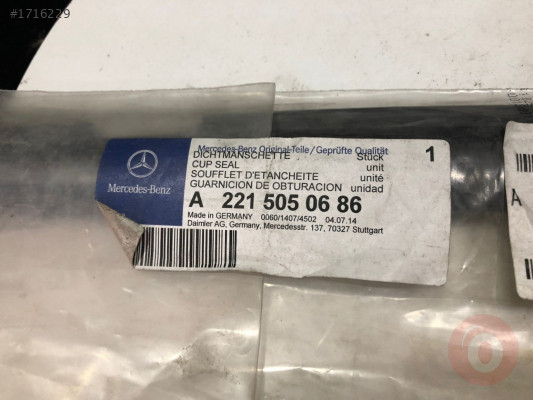 #1716229
Mercedes-Benz Original-Teile/Geprüfte Qualität
DICHTMANSCHETTE Stück 1
CUP SEAL unit
SOUFFLET D'ETANCHEITE unité
GUARNICION DE OBTURACION unidad
Mercedes-Benz
A 221 505 06 86
Made in GERMANY 0060/1407/4502 04.07.14
Daimler AG, Germany, Mercedesstr. 137, 70327 Stuttgart
A